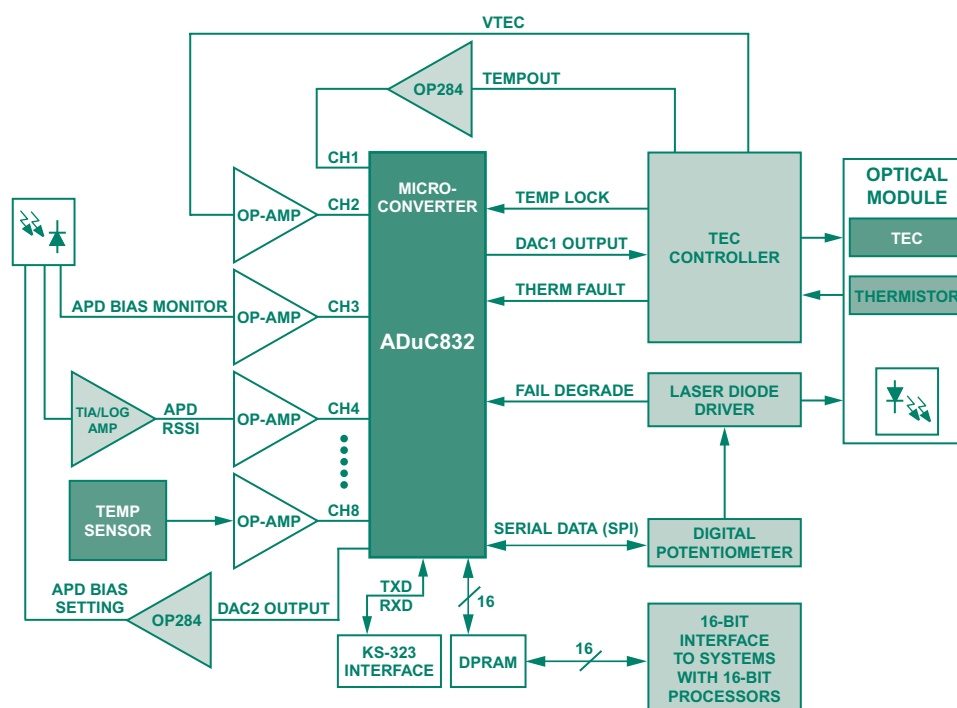 VTEC
OP284
TEMPOUT
CH1
MICRO-
CONVERTER
ADuC832
OP-AMP
CH2
TEMP LOCK
DAC1 OUTPUT
THERM FAULT
TEC
CONTROLLER
OPTICAL
MODULE
TEC
THERMISTOR
APD BIAS MONITOR
OP-AMP
CH3
TIA/LOG
AMP
APD
RSSI
OP-AMP
CH4
FAIL DEGRADE
LASER DIODE
DRIVER
TEMP
SENSOR
OP-AMP
CH8
SERIAL DATA (SPI)
DIGITAL
POTENTIOMETER
APD BIAS
SETTING
OP284
DAC2 OUTPUT
TXD
RXD
16
KS-323
INTERFACE
DPRAM
16
16-BIT
INTERFACE
TO SYSTEMS
WITH 16-BIT
PROCESSORS